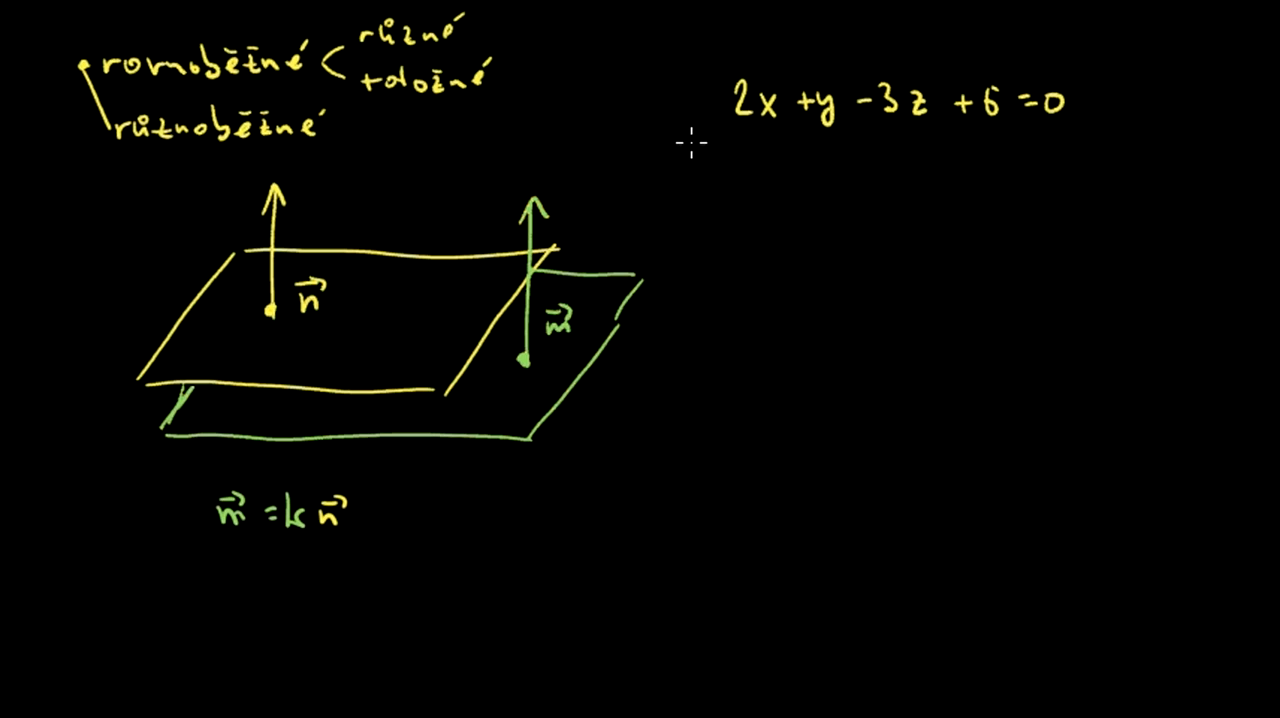 rovnoběžné < různé
totožné
různoběžné
2x + y - 3z + 6 = 0
n⃗
m⃗
m⃗ = k n⃗